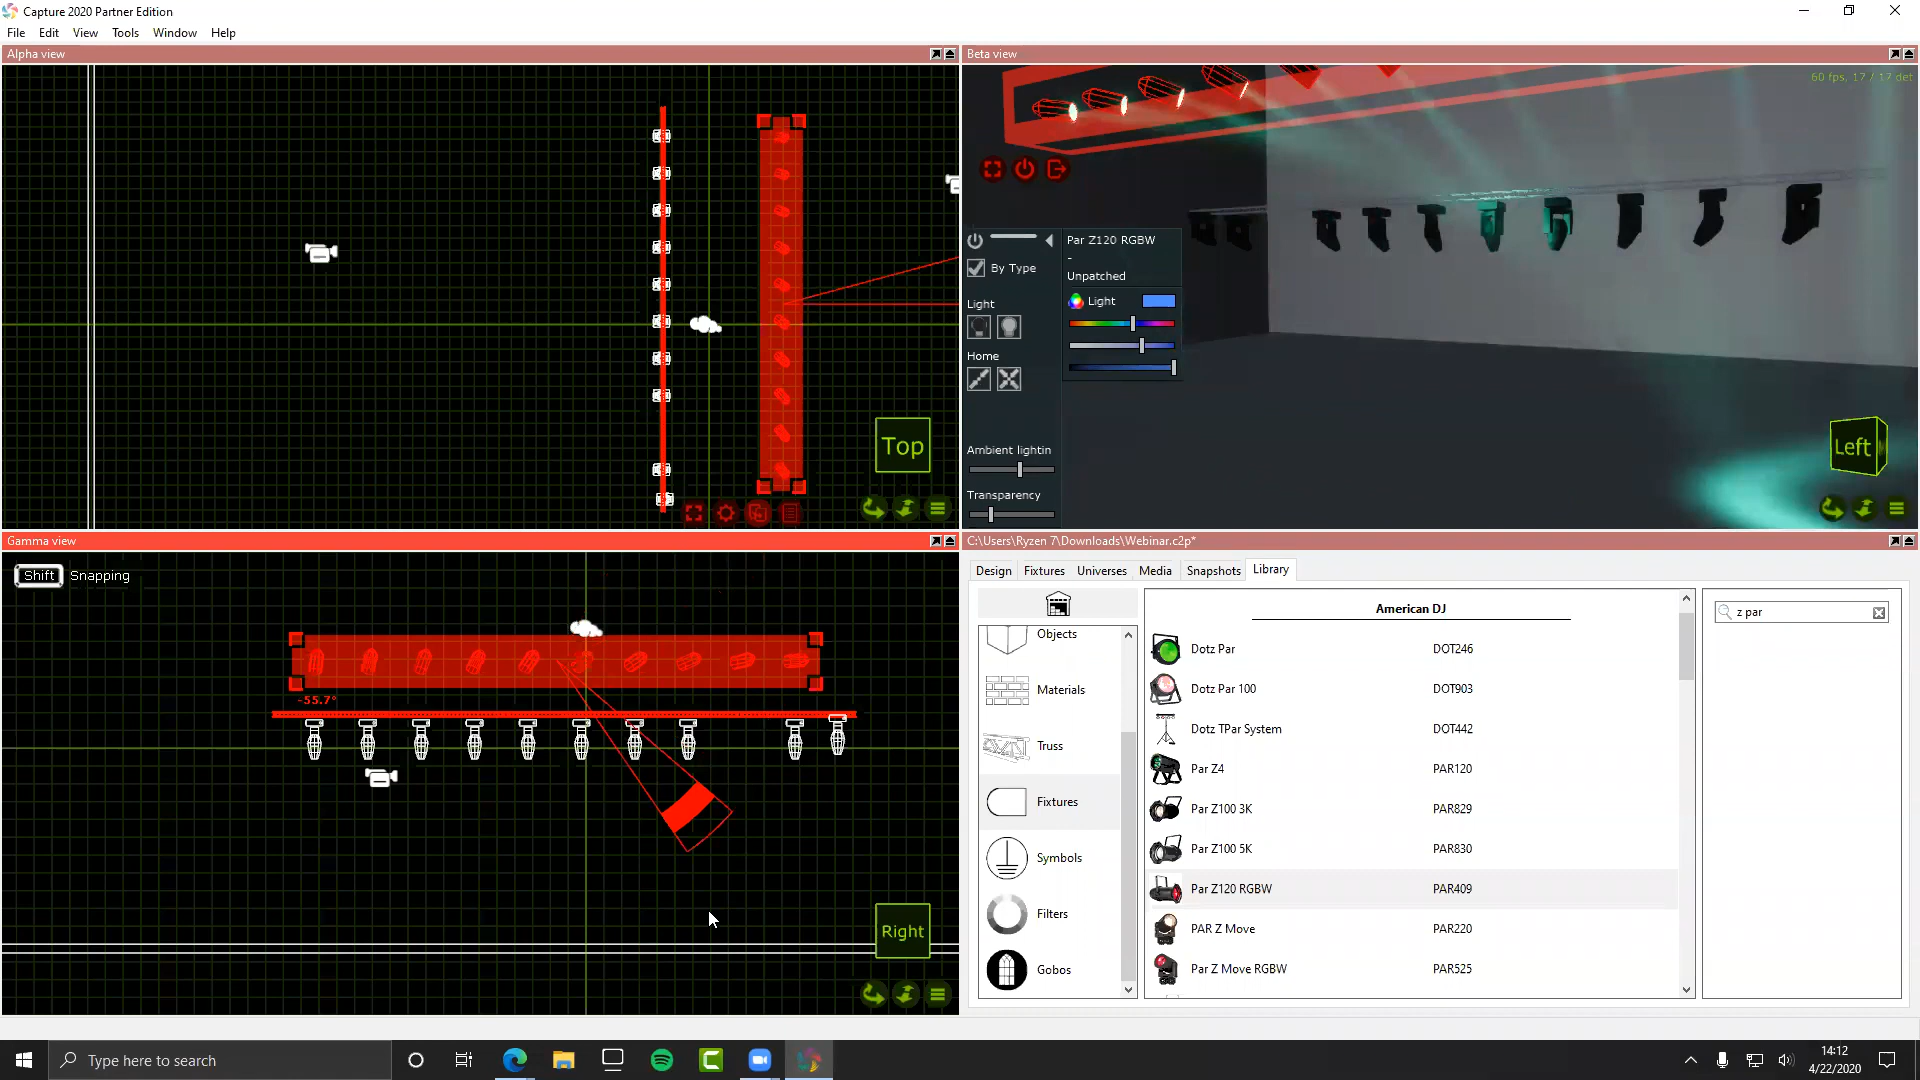 Capture 2020 Partner Edition
File Edit View Tools Window Help
Alpha view
Top
Beta view
60 fps, 17 / 17 det
Par Z120 RGBW
-
By Type
Unpatched
Light
Light
Home
Ambient lightin
Transparency
Left
Gamma view
Shift Snapping
-55.7°
Right
C:\Users\Ryzen 7\Downloads\Webinar.c2p*
Design Fixtures Universes Media Snapshots Library
Objects
Materials
Truss
Fixtures
Symbols
Filters
Gobos
American DJ
Dotz Par DOT246
Dotz Par 100 DOT903
Dotz TPar System DOT442
Par Z4 PAR120
Par Z100 3K PAR829
Par Z100 5K PAR830
Par Z120 RGBW PAR409
PAR Z Move PAR220
Par Z Move RGBW PAR525
z par
Type here to search
14:12
4/22/2020